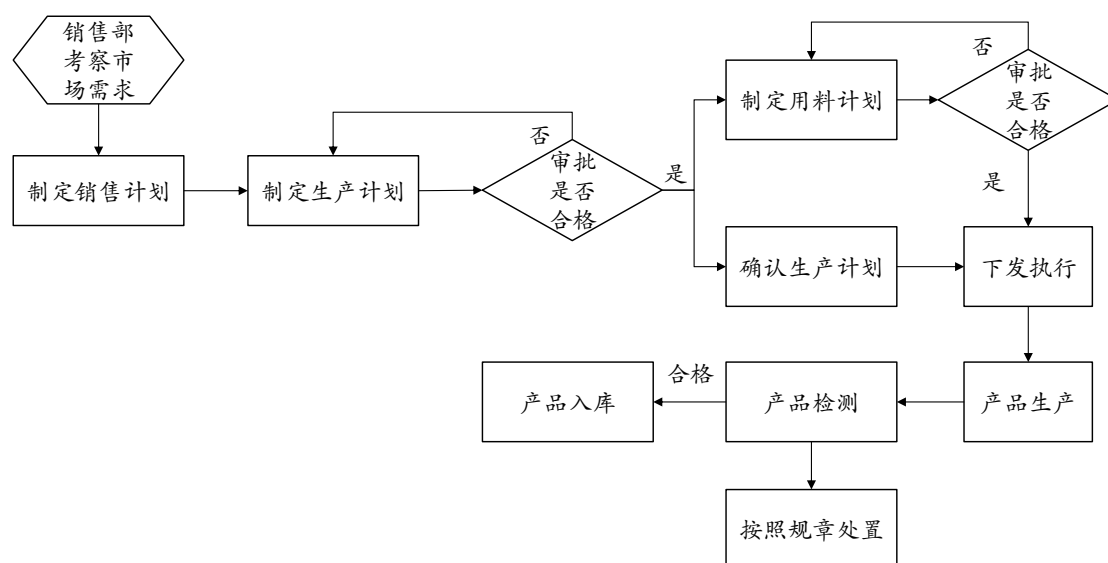 销售部
考察市
场需求
制定销售计划
制定生产计划
否
审批
是否
合格
是
制定用料计划
否
审批
是否
合格
是
确认生产计划
下发执行
产品入库
合格
产品检测
产品生产
按照规章处置